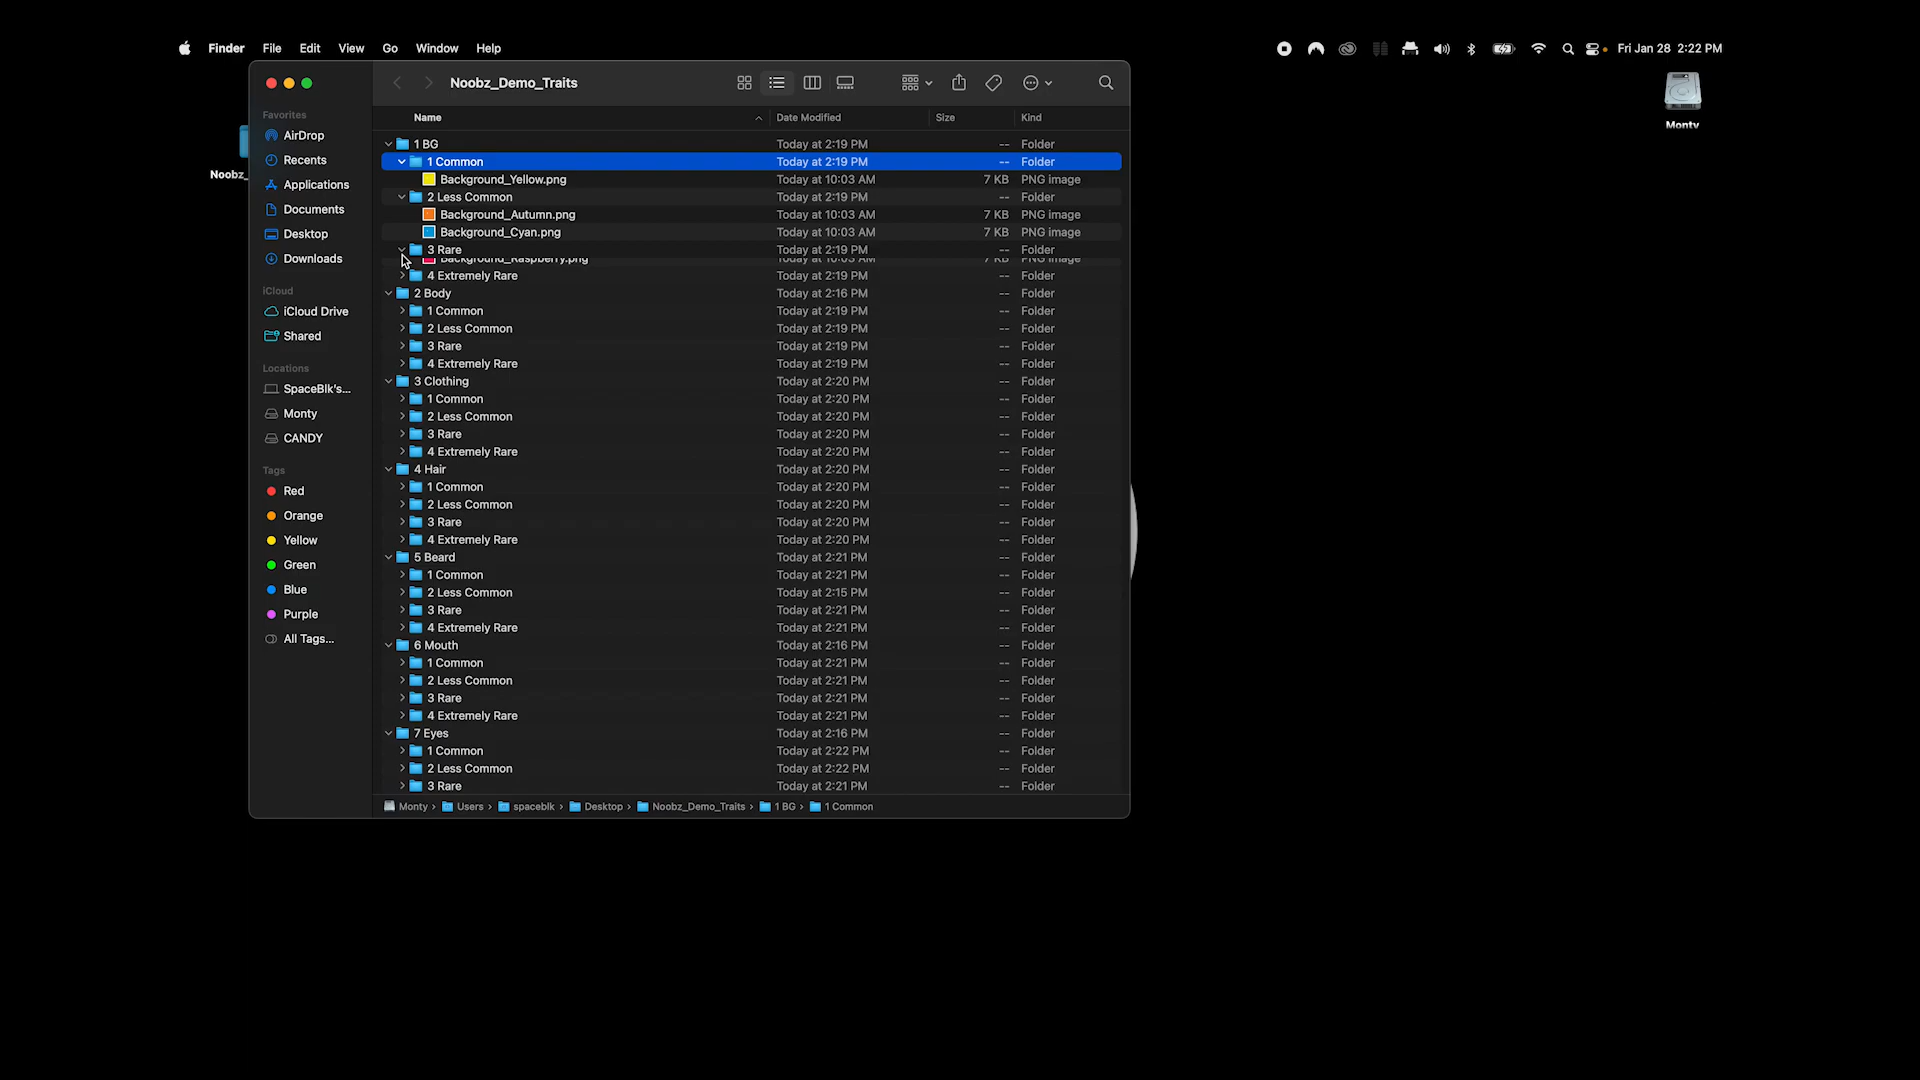 Finder File Edit View Go Window Help Fri Jan 28 2:22 PM
Monty
Noobz_
Noobz_Demo_Traits
Favorites
AirDrop
Recents
Applications
Documents
Desktop
Downloads
iCloud
iCloud Drive
Shared
Locations
SpaceBlk's...
Monty
CANDY
Tags
Red
Orange
Yellow
Green
Blue
Purple
All Tags...
Name Date Modified Size Kind
1 BG Today at 2:19 PM -- Folder
1 Common Today at 2:19 PM -- Folder
Background_Yellow.png Today at 10:03 AM 7 KB PNG image
2 Less Common Today at 2:19 PM -- Folder
Background_Autumn.png Today at 10:03 AM 7 KB PNG image
Background_Cyan.png Today at 10:03 AM 7 KB PNG image
3 Rare Today at 2:19 PM -- Folder
Background_Raspberry.png Today at 10:03 AM 7 KB PNG image
4 Extremely Rare Today at 2:19 PM -- Folder
2 Body Today at 2:16 PM -- Folder
1 Common Today at 2:19 PM -- Folder
2 Less Common Today at 2:19 PM -- Folder
3 Rare Today at 2:19 PM -- Folder
4 Extremely Rare Today at 2:19 PM -- Folder
3 Clothing Today at 2:20 PM -- Folder
1 Common Today at 2:20 PM -- Folder
2 Less Common Today at 2:20 PM -- Folder
3 Rare Today at 2:20 PM -- Folder
4 Extremely Rare Today at 2:20 PM -- Folder
4 Hair Today at 2:20 PM -- Folder
1 Common Today at 2:20 PM -- Folder
2 Less Common Today at 2:20 PM -- Folder
3 Rare Today at 2:20 PM -- Folder
4 Extremely Rare Today at 2:20 PM -- Folder
5 Beard Today at 2:21 PM -- Folder
1 Common Today at 2:21 PM -- Folder
2 Less Common Today at 2:15 PM -- Folder
3 Rare Today at 2:21 PM -- Folder
4 Extremely Rare Today at 2:21 PM -- Folder
6 Mouth Today at 2:16 PM -- Folder
1 Common Today at 2:21 PM -- Folder
2 Less Common Today at 2:21 PM -- Folder
3 Rare Today at 2:21 PM -- Folder
4 Extremely Rare Today at 2:21 PM -- Folder
7 Eyes Today at 2:16 PM -- Folder
1 Common Today at 2:22 PM -- Folder
2 Less Common Today at 2:22 PM -- Folder
3 Rare Today at 2:21 PM -- Folder
Monty › Users › spaceblk › Desktop › Noobz_Demo_Traits › 1 BG › 1 Common